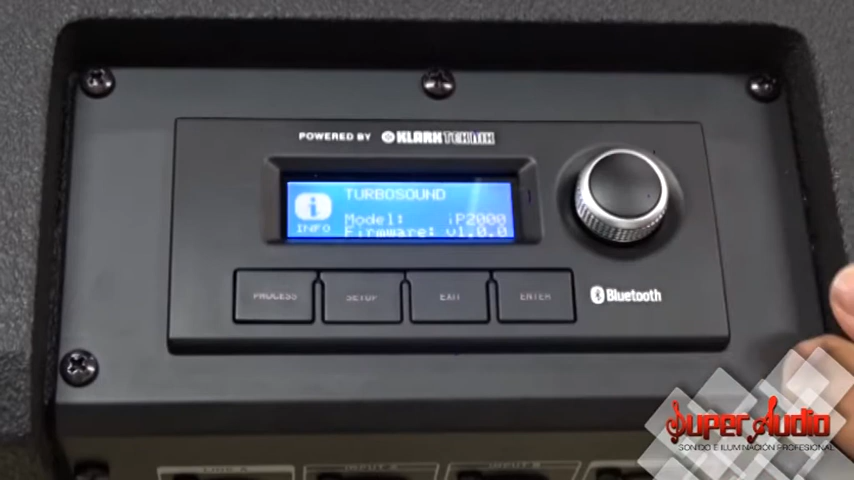 POWERED BY KLARK TEKNIK
TURBOSOUND
INFO
Model: iP2000
Firmware: v1.0.0
PROCESS SETUP EXIT ENTER
Bluetooth
Super Audio
SONIDO E ILUMINACIÓN PROFESIONAL